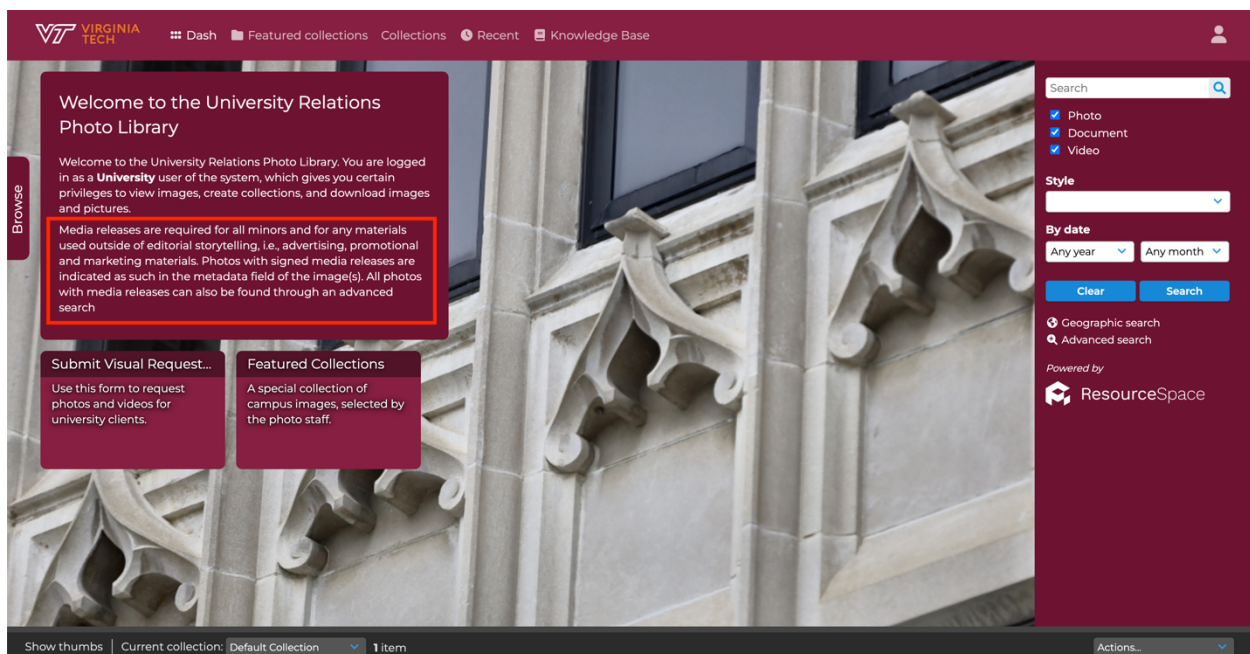 VIRGINIA
TECH
Dash
Featured collections
Collections
Recent
Knowledge Base
Browse
Welcome to the University Relations
Photo Library
Welcome to the University Relations Photo Library. You are logged
in as a University user of the system, which gives you certain
privileges to view images, create collections, and download images
and pictures.
Media releases are required for all minors and for any materials
used outside of editorial storytelling, i.e., advertising, promotional
and marketing materials. Photos with signed media releases are
indicated as such in the metadata field of the image(s). All photos
with media releases can also be found through an advanced
search
Submit Visual Request...
Use this form to request
photos and videos for
university clients.
Featured Collections
A special collection of
campus images, selected by
the photo staff.
Search
Photo
Document
Video
Style
By date
Any year
Any month
Clear
Search
Geographic search
Advanced search
Powered by
ResourceSpace
Show thumbs
Current collection:
Default Collection
1 item
Actions...